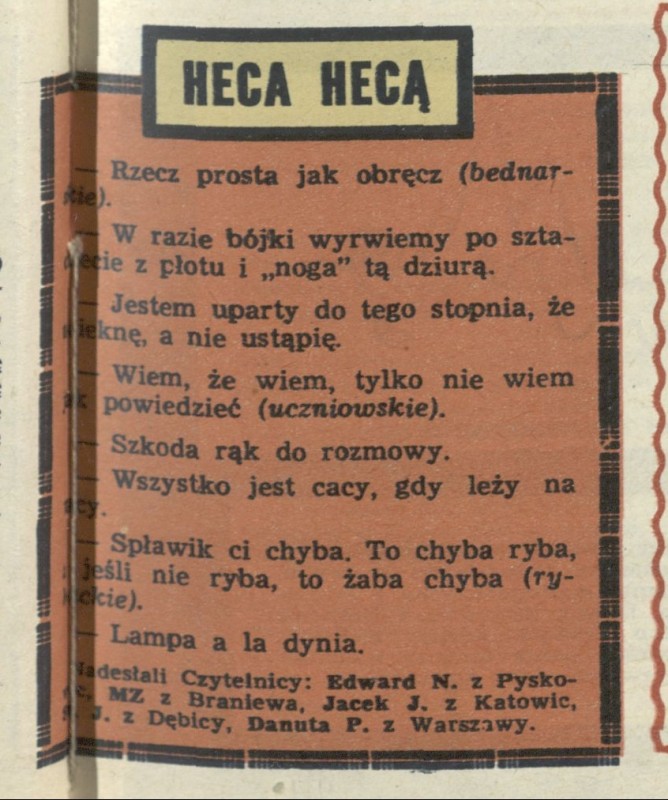 HECA HECĄ
— Rzecz prosta jak obręcz (bednar-
skie).
— W razie bójki wyrwiemy po szta-
checie z płotu i „noga” tą dziurą.
— Jestem uparty do tego stopnia, że
pęknę, a nie ustąpię.
— Wiem, że wiem, tylko nie wiem
jak powiedzieć (uczniowskie).
— Szkoda rąk do rozmowy.
— Wszystko jest cacy, gdy leży na
— Spławik ci chyba. To chyba ryba,
a jeśli nie ryba, to żaba chyba (ry-
backie).
— Lampa a la dynia.
Nadesłali Czytelnicy: Edward N. z Pysko-
wic, MZ z Braniewa, Jacek J. z Katowic,
J. z Dębicy, Danuta P. z Warszawy.